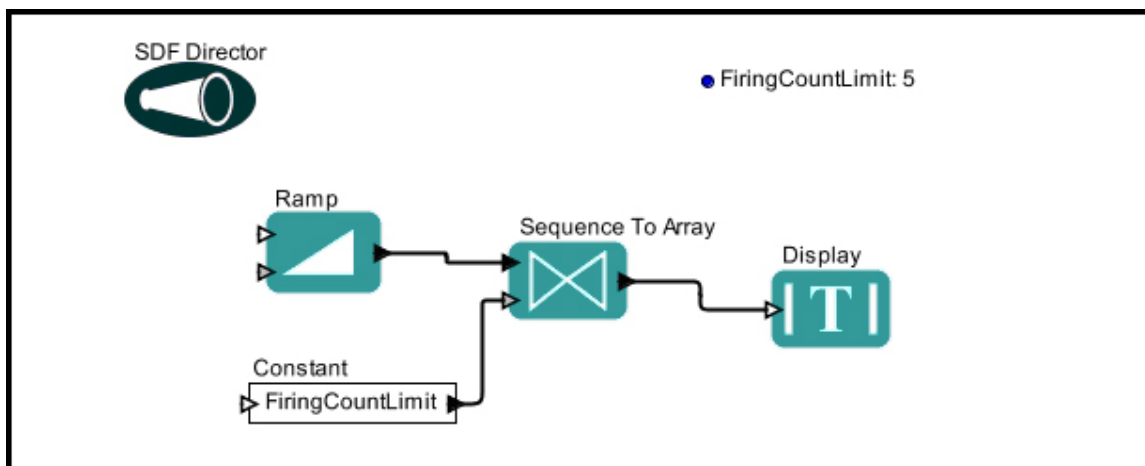 SDF Director
FiringCountLimit: 5
Ramp
Sequence To Array
Display
T
Constant
FiringCountLimit